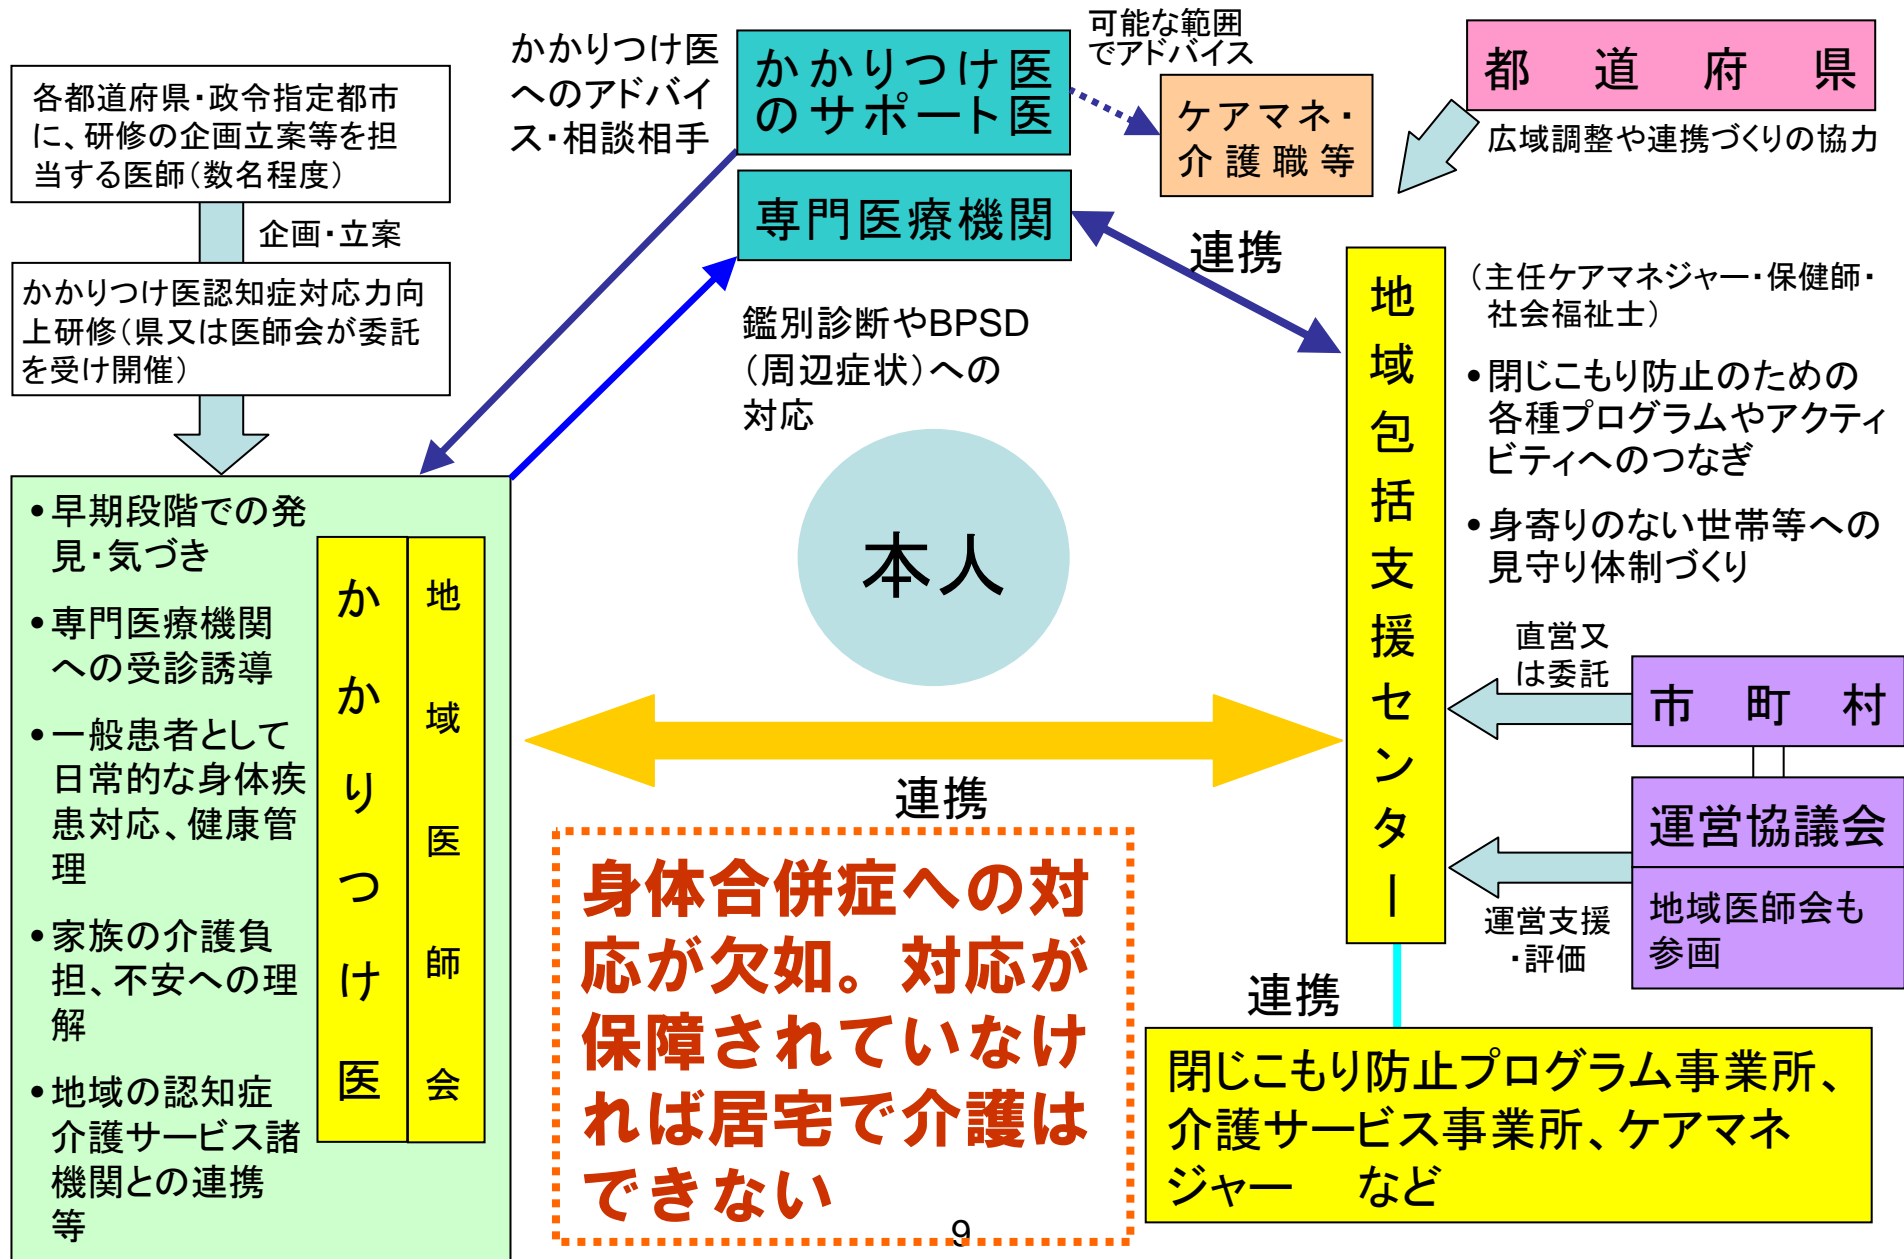 かかりつけ医
へのアドバイ
ス・相談相手
かかりつけ医
のサポート医
可能な範囲
でアドバイス
ケアマネ・
介護職等
都道府県
広域調整や連携づくりの協力
各都道府県・政令指定都市
に、研修の企画立案等を担
当する医師（数名程度）
企画・立案
かかりつけ医認知症対応力向
上研修（県又は医師会が委託
を受け開催）
専門医療機関
連携
鑑別診断やBPSD
（周辺症状）への
対応
本人
地域包括支援センター
（主任ケアマネジャー・保健師・
社会福祉士）
•閉じこもり防止のための
各種プログラムやアクティ
ビティへのつなぎ
•身寄りのない世帯等への
見守り体制づくり
直営又
は委託
市町村
運営協議会
地域医師会も
参画
運営支援
・評価
•早期段階での発
見・気づき
•専門医療機関
への受診誘導
•一般患者として
日常的な身体疾
患対応、健康管
理
•家族の介護負
担、不安への理
解
•地域の認知症
介護サービス諸
機関との連携
等
かかりつけ医
地域医師会
連携
身体合併症への対
応が欠如。対応が
保障されていなけ
れば居宅で介護は
できない
連携
閉じこもり防止プログラム事業所、
介護サービス事業所、ケアマネ
ジャー　など
9